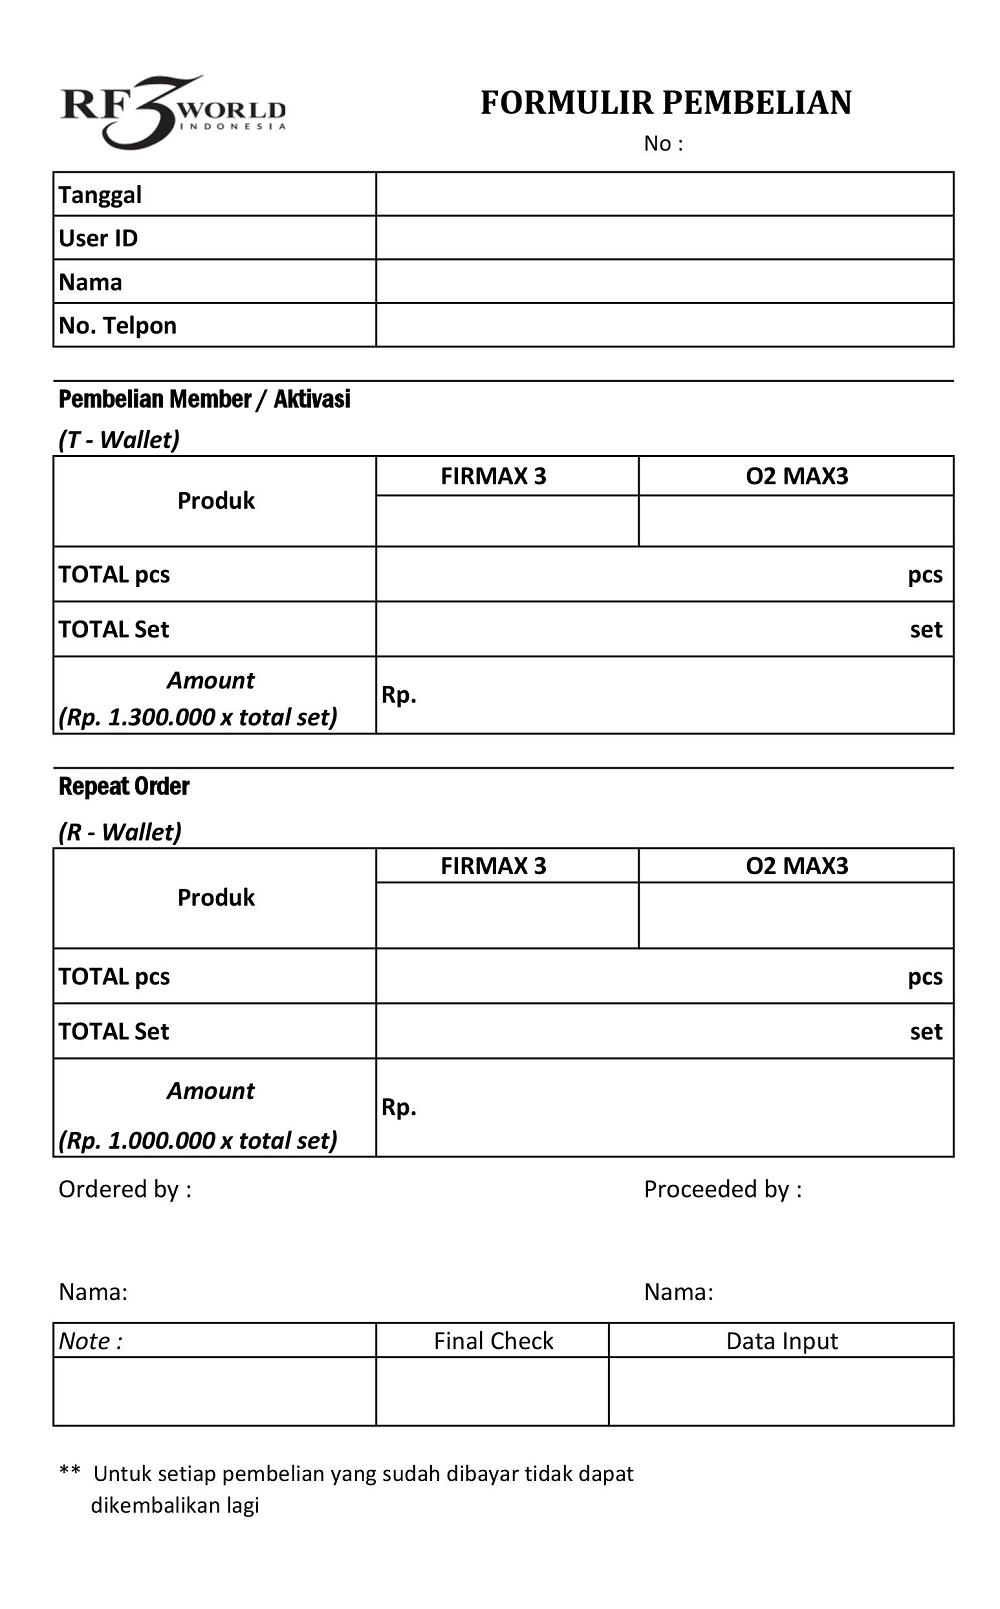 RF3WORLD
INDONESIA
FORMULIR PEMBELIAN
No :
Tanggal
User ID
Nama
No. Telpon
Pembelian Member / Aktivasi
(T - Wallet)
Produk
FIRMAX 3
O2 MAX3
TOTAL pcs
pcs
TOTAL Set
set
Amount
(Rp. 1.300.000 x total set)
Rp.
Repeat Order
(R - Wallet)
Produk
FIRMAX 3
O2 MAX3
TOTAL pcs
pcs
TOTAL Set
set
Amount
(Rp. 1.000.000 x total set)
Rp.
Ordered by :
Proceeded by :
Nama:
Nama:
Note :
Final Check
Data Input
** Untuk setiap pembelian yang sudah dibayar tidak dapat
dikembalikan lagi